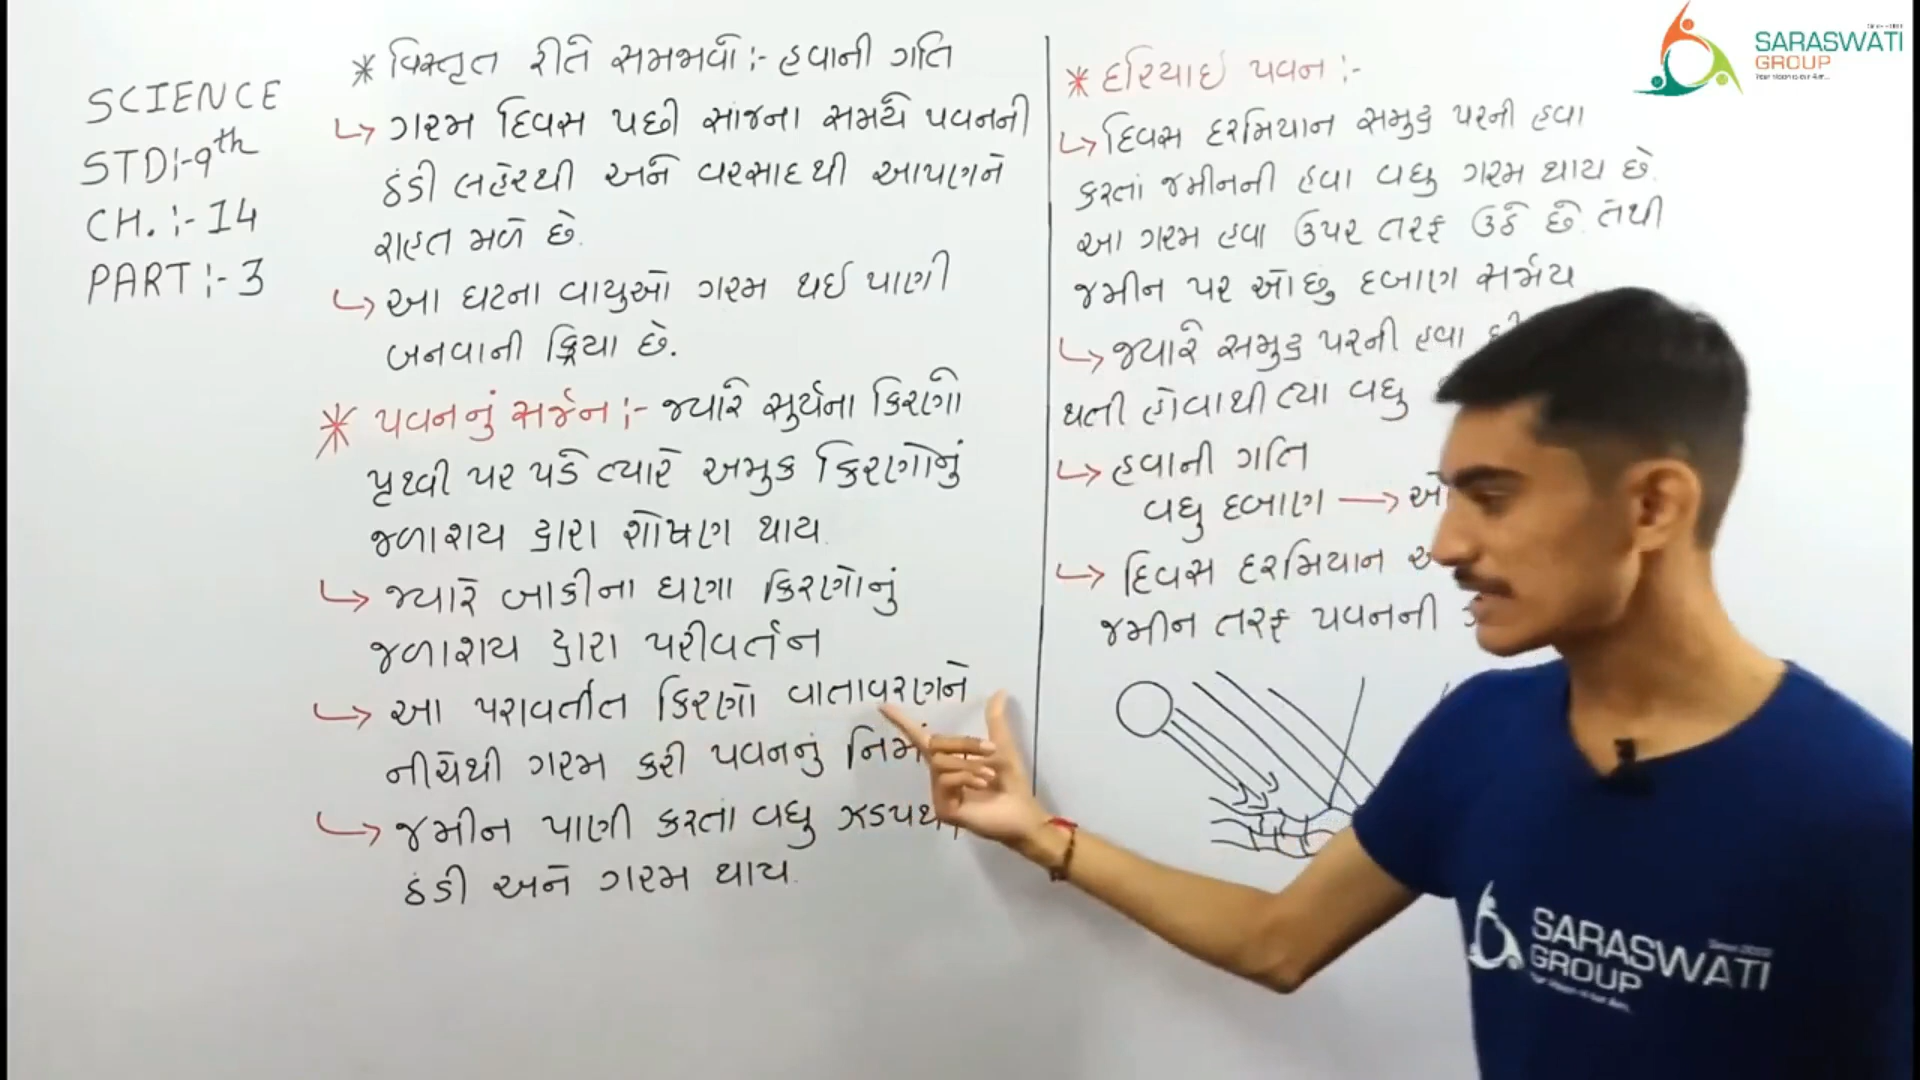 SCIENCE
STD:-9th
CH. :- 14
PART :- 3
* વિસ્તૃત રીતે સમજાવો :- હવાની ગતિ
↳ ગરમ દિવસ પછી સાંજના સમયે પવનની
ઠંડી લહેરથી અને વરસાદથી આપણને
રાહત મળે છે.
↳ આ ઘટના વાયુઓ ગરમ થઈ પાણી
બનવાની ક્રિયા છે.
* પવનનું સર્જન :- જ્યારે સુર્યના કિરણો
પૃથ્વી પર પડે ત્યારે અમુક કિરણોનું
જળાશય દ્વારા શોષણ થાય.
↳ જ્યારે બાકીના ઘણા કિરણોનું
જળાશય દ્વારા પરીવર્તન
↳ આ પરાવર્તીત કિરણો વાતાવરણને
નીચેથી ગરમ કરી પવનનું
↳ જમીન પાણી કરતાં વધુ
ઠંડી અને ગરમ થાય.
* દરિયાઈ પવન :-
↳ દિવસ દરમિયાન સમુદ્ર પરની હવા
કરતાં જમીનની હવા વધુ ગરમ થાય છે.
આ ગરમ હવા ઉપર તરફ ઉઠે છે. તેથી
જમીન પર ઓછું દબાણ સર્જાય
↳ જ્યારે સમુદ્ર પરની હવા
થતી હોવાથી ત્યા વધુ
↳ હવાની ગતિ
વધુ દબાણ →
↳ દિવસ દરમિયાન
જમીન તરફ પવનની
SARASWATI
GROUP
SARASWATI
GROUP